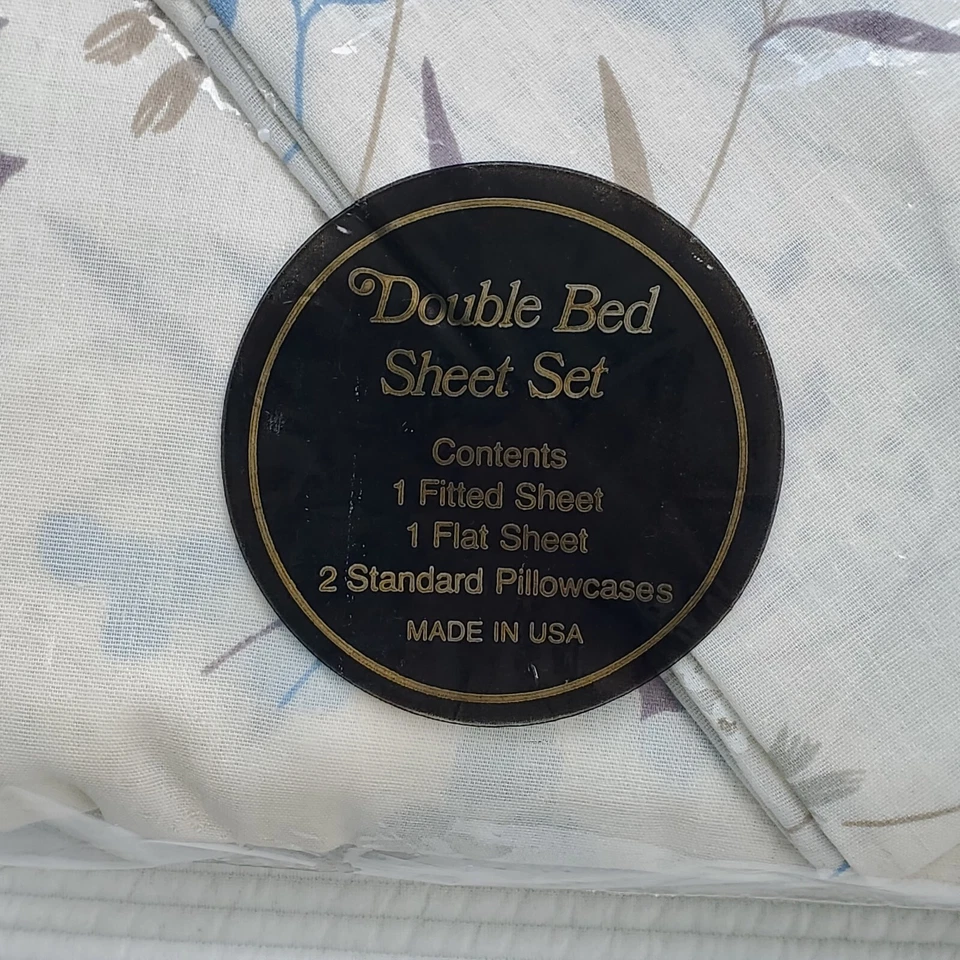 Double Bed
Sheet Set
Contents
1 Fitted Sheet
1 Flat Sheet
2 Standard Pillowcases
MADE IN USA